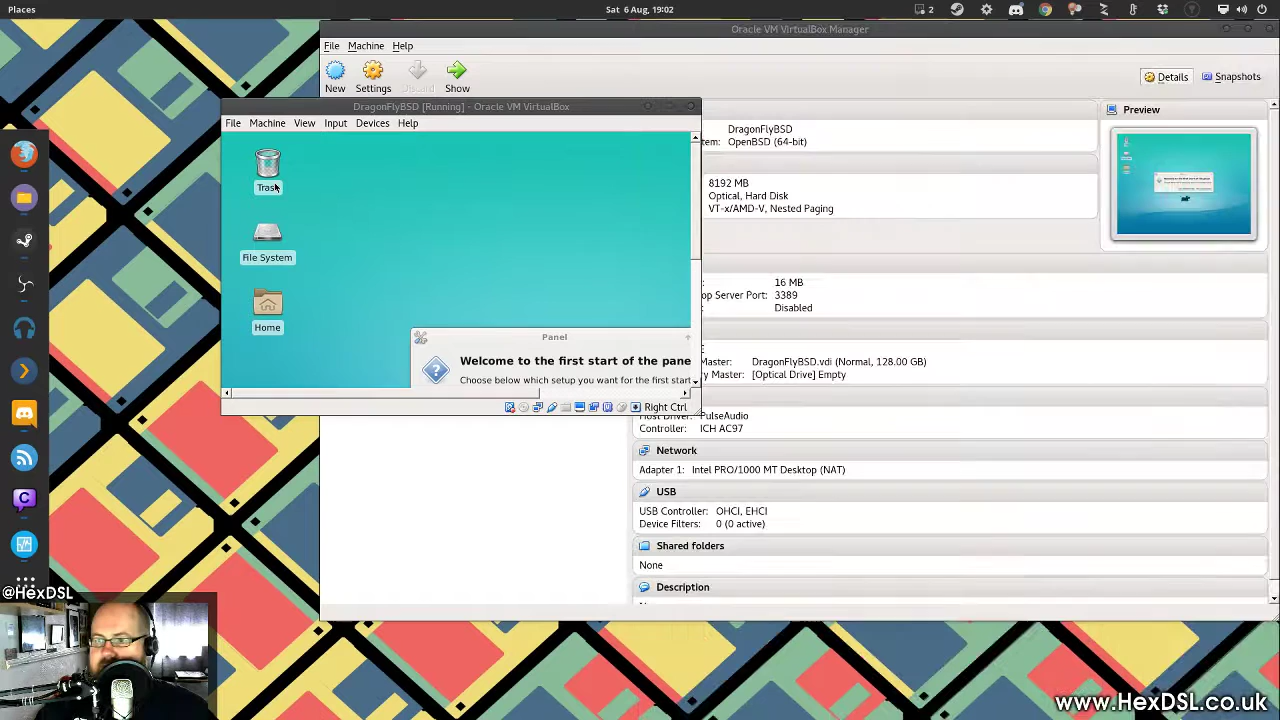 Places
Sat 6 Aug, 19:02
2
Oracle VM VirtualBox Manager
File Machine Help
New
Settings
Show
Details
Snapshots
DragonFlyBSD [Running] - Oracle VM VirtualBox
File Machine View Input Devices Help
Trash
File System
Home
Panel
Welcome to the first start of the pane
Choose below which setup you want for the first start
Right Ctrl
Preview
DragonFlyBSD
tem: OpenBSD (64-bit)
8192 MB
Optical, Hard Disk
VT-x/AMD-V, Nested Paging
16 MB
op Server Port: 3389
Disabled
Master: DragonFlyBSD.vdi (Normal, 128.00 GB)
ry Master: [Optical Drive] Empty
Host Driver: PulseAudio
Controller: ICH AC97
Network
Adapter 1: Intel PRO/1000 MT Desktop (NAT)
USB
USB Controller: OHCI, EHCI
Device Filters: 0 (0 active)
Shared folders
None
Description
@HexDSL
www.HexDSL.co.uk